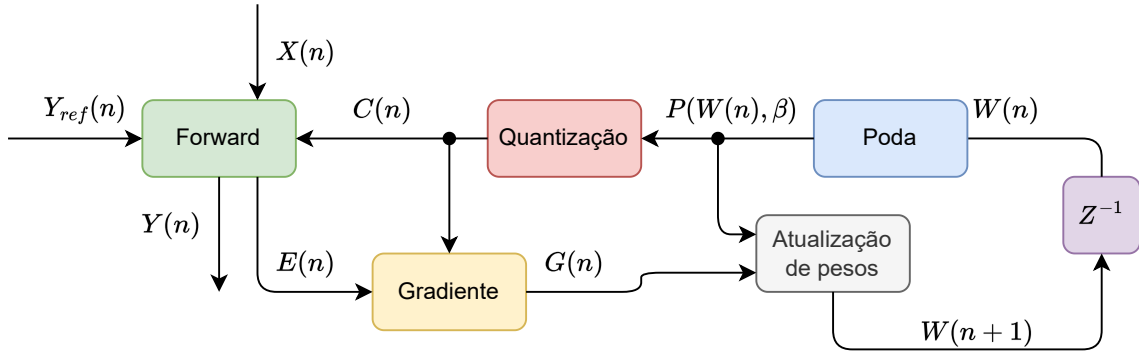 X(n)
Y_{ref}(n)
C(n)
P(W(n), β)
W(n)
Forward
Quantização
Poda
Z^{-1}
Y(n)
E(n)
G(n)
Atualização
de pesos
Gradiente
W(n + 1)